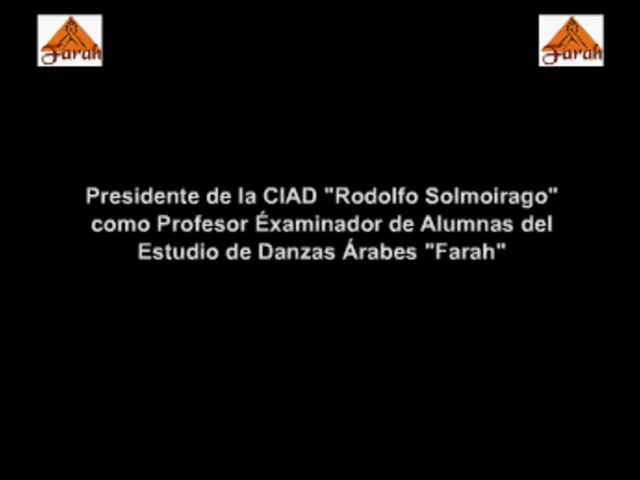 Farah Farah
Presidente de la CIAD "Rodolfo Solmoirago"
como Profesor Éxaminador de Alumnas del
Estudio de Danzas Árabes "Farah"